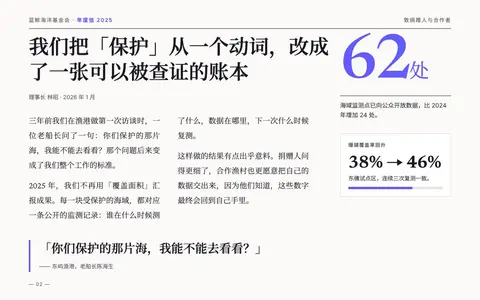 蓝鲸海洋基金会 · 年度信 2025
致捐赠人与合作者
我们把「保护」从一个动词，改成
了一张可以被查证的账本
理事长 林昭 · 2026 年 1 月
三年前我们在渔港做第一次访谈时，一
位老船长问了一句：你们保护的那片
海，我能不能去看看？那个问题后来变
成了我们整个工作的标准。
2025 年，我们不再用「覆盖面积」汇
报成果。每一块受保护的海域，都对应
一条公开的监测记录：谁在什么时候测
了什么，数据在哪里，下一次什么时候
复测。
这样做的结果有点出乎意料。捐赠人问
得更细了，合作渔村也更愿意把自己的
数据交出来，因为他们知道，这些数字
最终会回到自己手里。
62处
海域监测点已向公众开放数据，比 2024
年增加 24 处。
珊瑚覆盖率回升
38% → 46%
东礁试点区，连续三次复测一致。
「你们保护的那片海，我能不能去看看？」
—— 东屿渔港，老船长陈海生
— 02 —